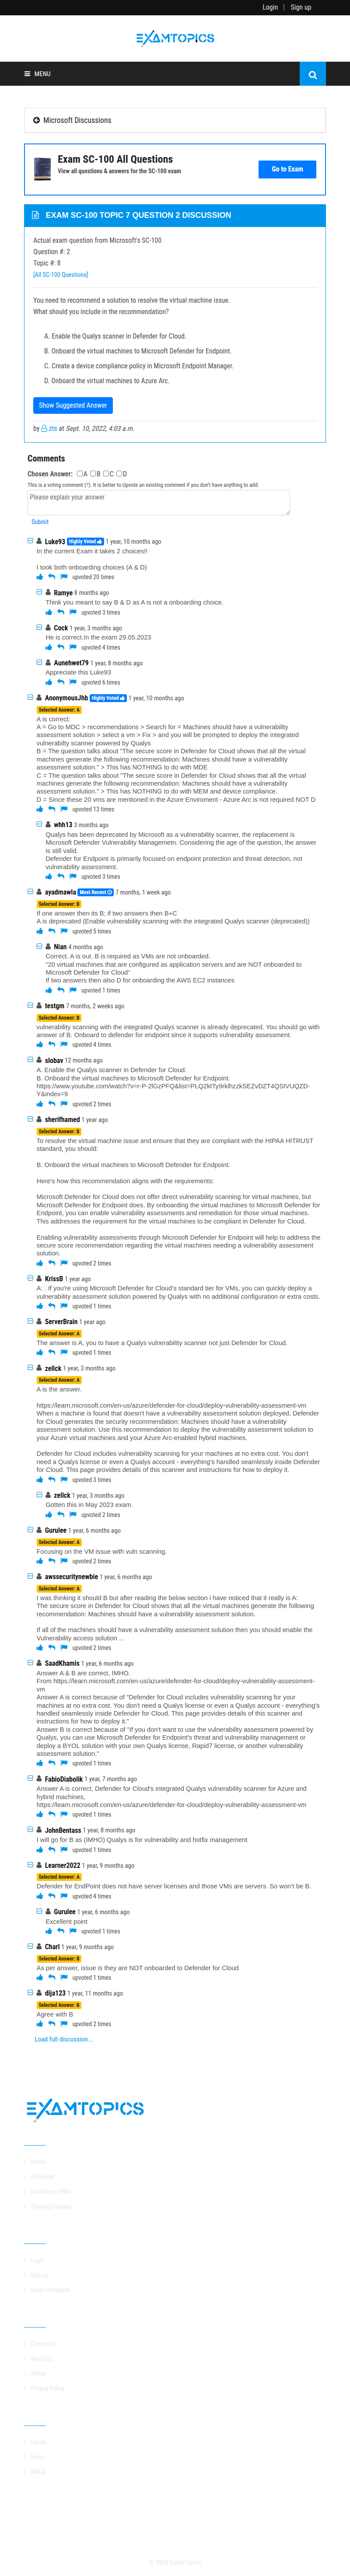 Login | Sign up
EXAMTOPICS
MENU
Microsoft Discussions
Exam SC-100 All Questions
View all questions & answers for the SC-100 exam
Go to Exam
EXAM SC-100 TOPIC 7 QUESTION 2 DISCUSSION
Actual exam question from Microsoft's SC-100
Question #: 2
Topic #: 8
[All SC-100 Questions]
You need to recommend a solution to resolve the virtual machine issue.
What should you include in the recommendation?
A. Enable the Qualys scanner in Defender for Cloud.
B. Onboard the virtual machines to Microsoft Defender for Endpoint.
C. Create a device compliance policy in Microsoft Endpoint Manager.
D. Onboard the virtual machines to Azure Arc.
Show Suggested Answer
by zts at Sept. 10, 2022, 4:03 a.m.
Comments
Chosen Answer: A B C D
This is a voting comment (?). It is better to Upvote an existing comment if you don't have anything to add.
Please explain your answer
Submit
Luke93 Highly Voted 1 year, 10 months ago
In the current Exam it takes 2 choices!!
I took both onboarding choices (A & D)
upvoted 20 times
Ramye 8 months ago
Think you meant to say B & D as A is not a onboarding choice.
upvoted 3 times
Cock 1 year, 3 months ago
He is correct.In the exam 29.05.2023
upvoted 4 times
Aunehwet79 1 year, 8 months ago
Appreciate this Luke93
upvoted 6 times
AnonymousJhb Highly Voted 1 year, 10 months ago
Selected Answer: A
A is correct:
A = Go to MDC > recommendations > Search for = Machines should have a vulnerability
assessment solution > select a vm > Fix > and you will be prompted to deploy the integrated
vulnerabilty scanner powered by Qualys
B = The question talks about "The secure score in Defender for Cloud shows that all the virtual
machines generate the following recommendation: Machines should have a vulnerability
assessment solution." > This has NOTHING to do with MDE
C = The question talks about "The secure score in Defender for Cloud shows that all the virtual
machines generate the following recommendation: Machines should have a vulnerability
assessment solution." > This has NOTHING to do with MEM and device compliance.
D = Since these 20 vms are mentioned in the Azure Enviroment - Azure Arc is not required NOT D
upvoted 13 times
whh13 3 months ago
Qualys has been deprecated by Microsoft as a vulnerability scanner, the replacement is
Microsoft Defender Vulnerability Managemetn. Considering the age of the question, the answer
is still valid.
Defender for Endpoint is primarily focused on endpoint protection and threat detection, not
vulnerability assessment.
upvoted 3 times
ayadmawla Most Recent 7 months, 1 week ago
Selected Answer: B
If one answer then its B; if two answers then B+C
A is deprecated (Enable vulnerability scanning with the integrated Qualys scanner (deprecated))
upvoted 5 times
Nian 4 months ago
Correct. A is out. B is required as VMs are not onboarded.
"20 virtual machines that are configured as application servers and are NOT onboarded to
Microsoft Defender for Cloud"
If two answers then also D for onboarding the AWS EC2 instances
upvoted 1 times
testgm 7 months, 2 weeks ago
Selected Answer: B
vulnerability scanning with the integrated Qualys scanner is already deprecated. You should go with
answer of B. Onboard to defender for endpoint since it supports vulnerability assessment.
upvoted 4 times
slobav 12 months ago
A. Enable the Qualys scanner in Defender for Cloud.
B. Onboard the virtual machines to Microsoft Defender for Endpoint.
https://www.youtube.com/watch?v=r-P-2lGzPFQ&list=PLQ2ktTy9rklhzzkSEZvDZT4QSIVUQZD-
Y&index=9
upvoted 2 times
sherifhamed 1 year ago
Selected Answer: B
To resolve the virtual machine issue and ensure that they are compliant with the HIPAA HITRUST
standard, you should:
B. Onboard the virtual machines to Microsoft Defender for Endpoint.
Here's how this recommendation aligns with the requirements:
Microsoft Defender for Cloud does not offer direct vulnerability scanning for virtual machines, but
Microsoft Defender for Endpoint does. By onboarding the virtual machines to Microsoft Defender for
Endpoint, you can enable vulnerability assessments and remediation for those virtual machines.
This addresses the requirement for the virtual machines to be compliant in Defender for Cloud.
Enabling vulnerability assessments through Microsoft Defender for Endpoint will help to address the
secure score recommendation regarding the virtual machines needing a vulnerability assessment
solution.
upvoted 2 times
KrissB 1 year ago
A: . If you're using Microsoft Defender for Cloud's standard tier for VMs, you can quickly deploy a
vulnerability assessment solution powered by Qualys with no additional configuration or extra costs.
upvoted 1 times
ServerBrain 1 year ago
Selected Answer: A
The answer is A, you to have a Qualys vulnerability scanner not just Defender for Cloud.
upvoted 1 times
zellck 1 year, 3 months ago
Selected Answer: A
A is the answer.
https://learn.microsoft.com/en-us/azure/defender-for-cloud/deploy-vulnerability-assessment-vm
When a machine is found that doesn't have a vulnerability assessment solution deployed, Defender
for Cloud generates the security recommendation: Machines should have a vulnerability
assessment solution. Use this recommendation to deploy the vulnerability assessment solution to
your Azure virtual machines and your Azure Arc-enabled hybrid machines.
Defender for Cloud includes vulnerability scanning for your machines at no extra cost. You don't
need a Qualys license or even a Qualys account - everything's handled seamlessly inside Defender
for Cloud. This page provides details of this scanner and instructions for how to deploy it.
upvoted 3 times
zellck 1 year, 3 months ago
Gotten this in May 2023 exam.
upvoted 2 times
Gurulee 1 year, 6 months ago
Selected Answer: A
Focusing on the VM issue with vuln scanning.
upvoted 2 times
awssecuritynewbie 1 year, 6 months ago
Selected Answer: A
I was thinking it should B but after reading the below section i have noticed that it really is A:
The secure score in Defender for Cloud shows that all the virtual machines generate the following
recommendation: Machines should have a vulnerability assessment solution.
If all of the machines should have a vulnerability assessment solution then you should enable the
Vulnerability access solution ...
upvoted 2 times
SaadKhamis 1 year, 6 months ago
Answer A & B are correct, IMHO.
From https://learn.microsoft.com/en-us/azure/defender-for-cloud/deploy-vulnerability-assessment-
vm
Answer A is correct because of "Defender for Cloud includes vulnerability scanning for your
machines at no extra cost. You don't need a Qualys license or even a Qualys account - everything's
handled seamlessly inside Defender for Cloud. This page provides details of this scanner and
instructions for how to deploy it."
Answer B is correct because of "If you don't want to use the vulnerability assessment powered by
Qualys, you can use Microsoft Defender for Endpoint's threat and vulnerability management or
deploy a BYOL solution with your own Qualys license, Rapid7 license, or another vulnerability
assessment solution."
upvoted 1 times
FabioDiabolik 1 year, 7 months ago
Answer A is correct, Defender for Cloud's integrated Qualys vulnerability scanner for Azure and
hybrid machines,
https://learn.microsoft.com/en-us/azure/defender-for-cloud/deploy-vulnerability-assessment-vm
upvoted 1 times
JohnBentass 1 year, 8 months ago
I will go for B as (IMHO) Qualys is for vulnerability and hotfix management
upvoted 1 times
Learner2022 1 year, 9 months ago
Selected Answer: A
Defender for EndPoint does not have server licenses and those VMs are servers. So won't be B.
upvoted 4 times
Gurulee 1 year, 6 months ago
Excellent point
upvoted 1 times
Charl 1 year, 9 months ago
Selected Answer: B
As per answer, issue is they are NOT onboarded to Defender for Cloud
upvoted 1 times
dija123 1 year, 11 months ago
Selected Answer: B
Agree with B
upvoted 2 times
Load full discussion...
EXAMTOPICS
Home
All Exams
Examtopics PRO
Training Courses
Login
Sign up
Reset Password
Contact Us
About Us
Terms
Privacy Policy
Forum
News
DMCA
© 2024 ExamTopics